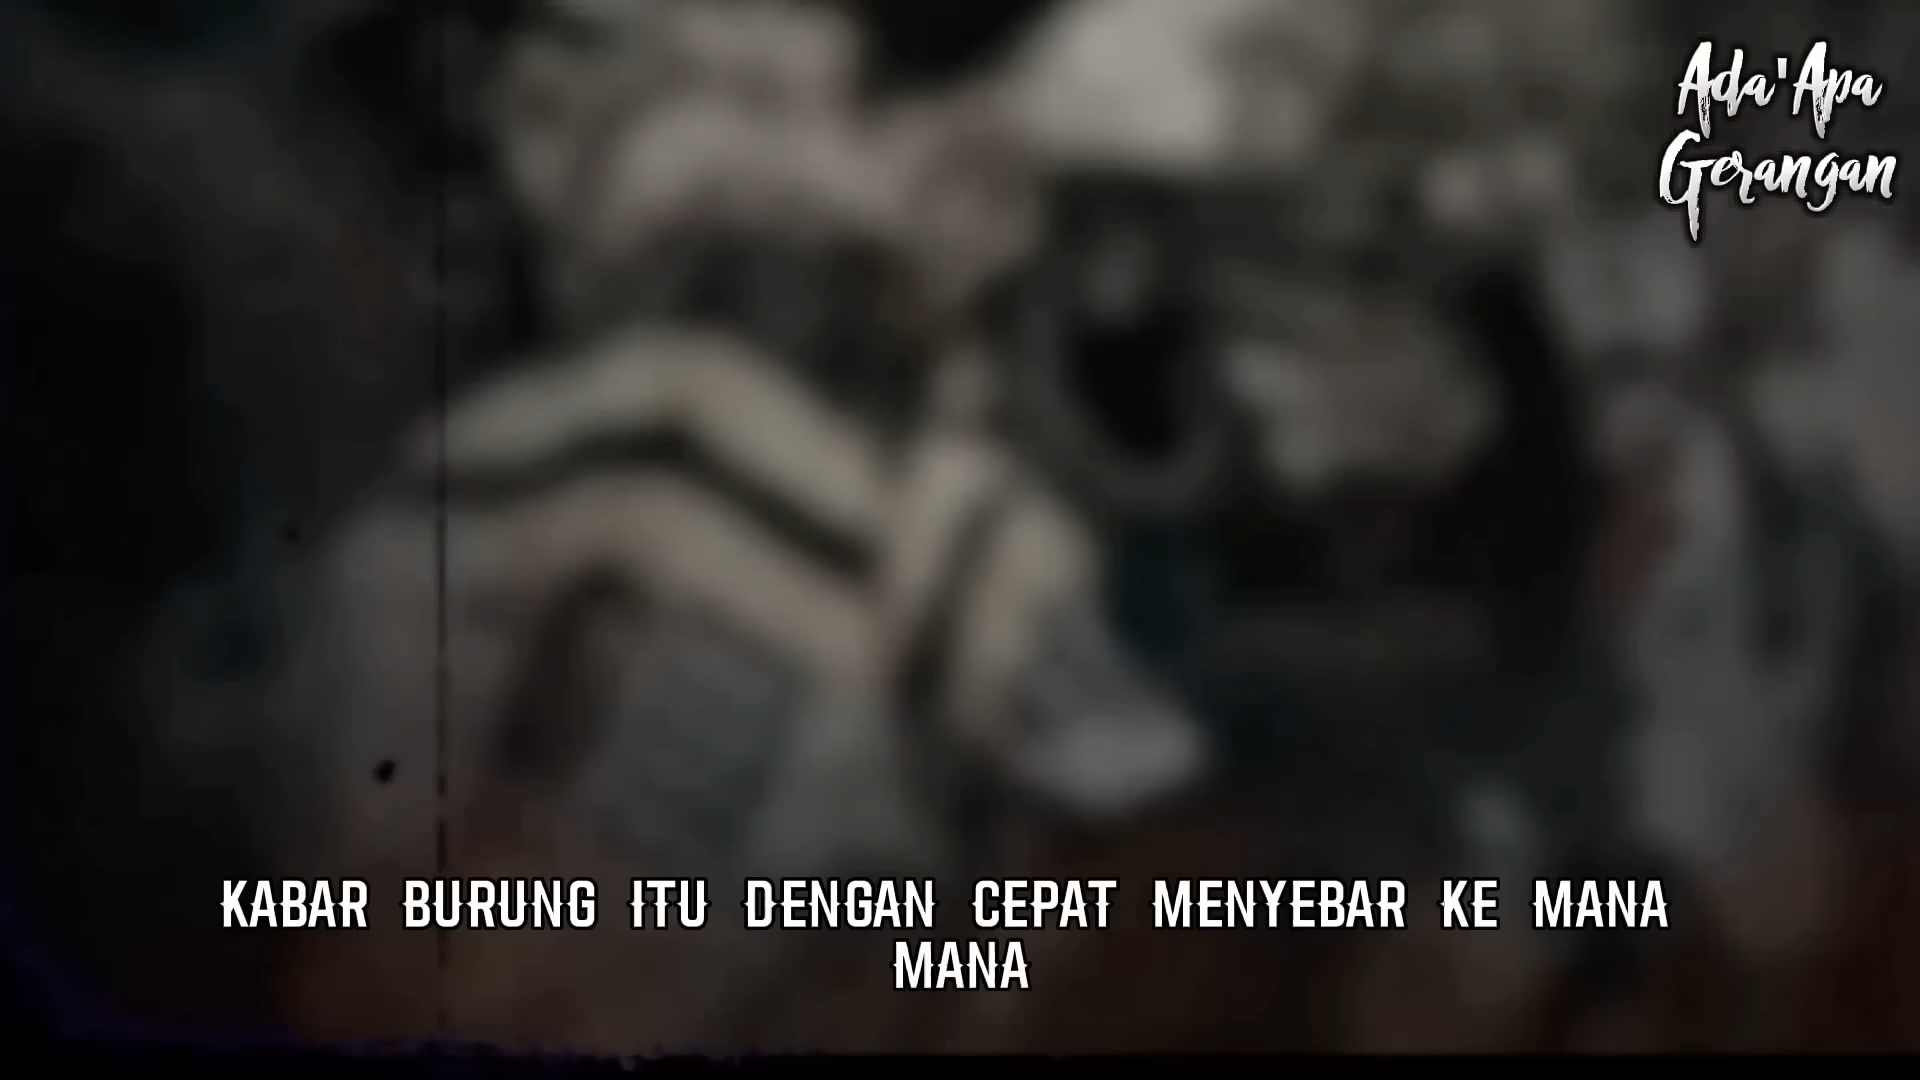 Ada'Apa
Gerangan
KABAR BURUNG ITU DENGAN CEPAT MENYEBAR KE MANA
MANA